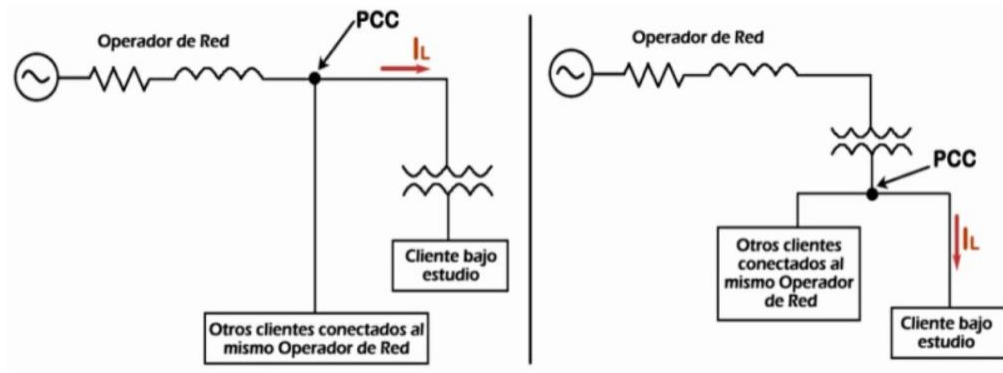 PCC
Operador de Red
IL
Cliente bajo
estudio
Otros clientes conectados al
mismo Operador de Red
Operador de Red
PCC
Otros clientes
conectados al
mismo Operador
de Red
IL
Cliente bajo
estudio